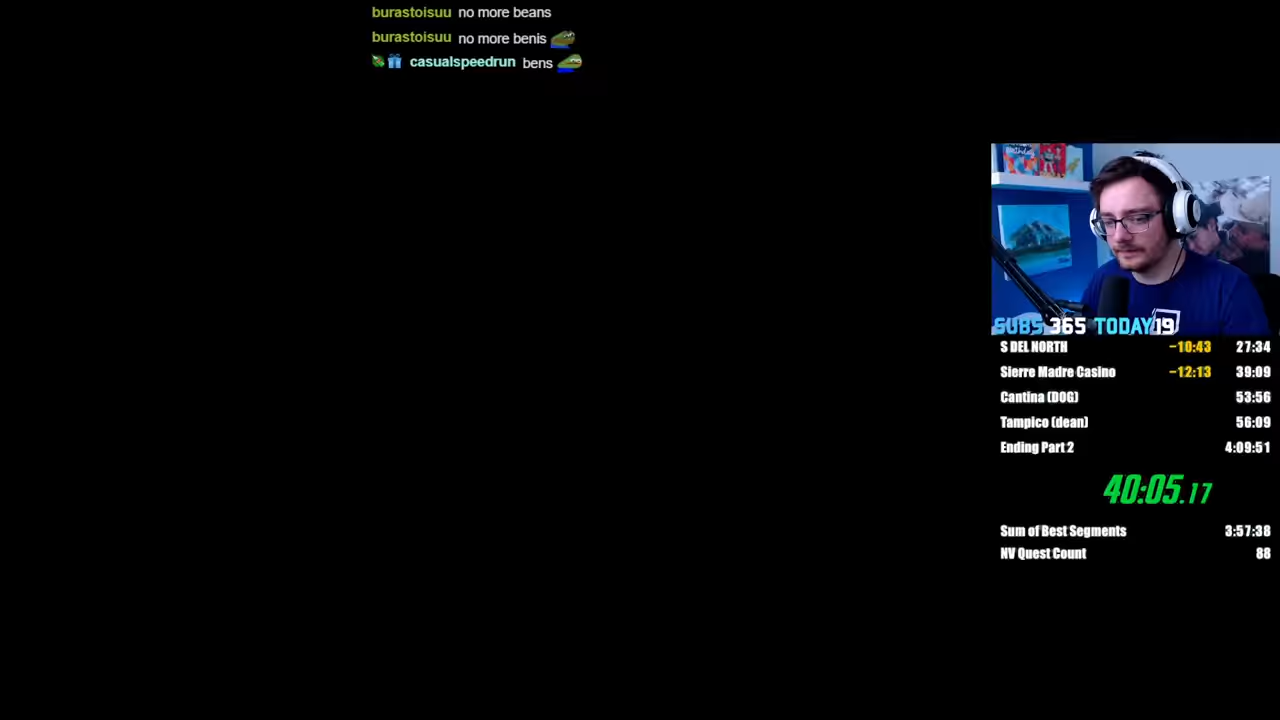 burastoisuu no more beans
burastoisuu no more benis
casualspeedrun bens
SUBS 365 TODAY 19
S DEL NORTH -10:43 27:34
Sierre Madre Casino -12:13 39:09
Cantina (DOG) 53:56
Tampico (dean) 56:09
Ending Part 2 4:09:51
40:05.17
Sum of Best Segments 3:57:38
NV Quest Count 88